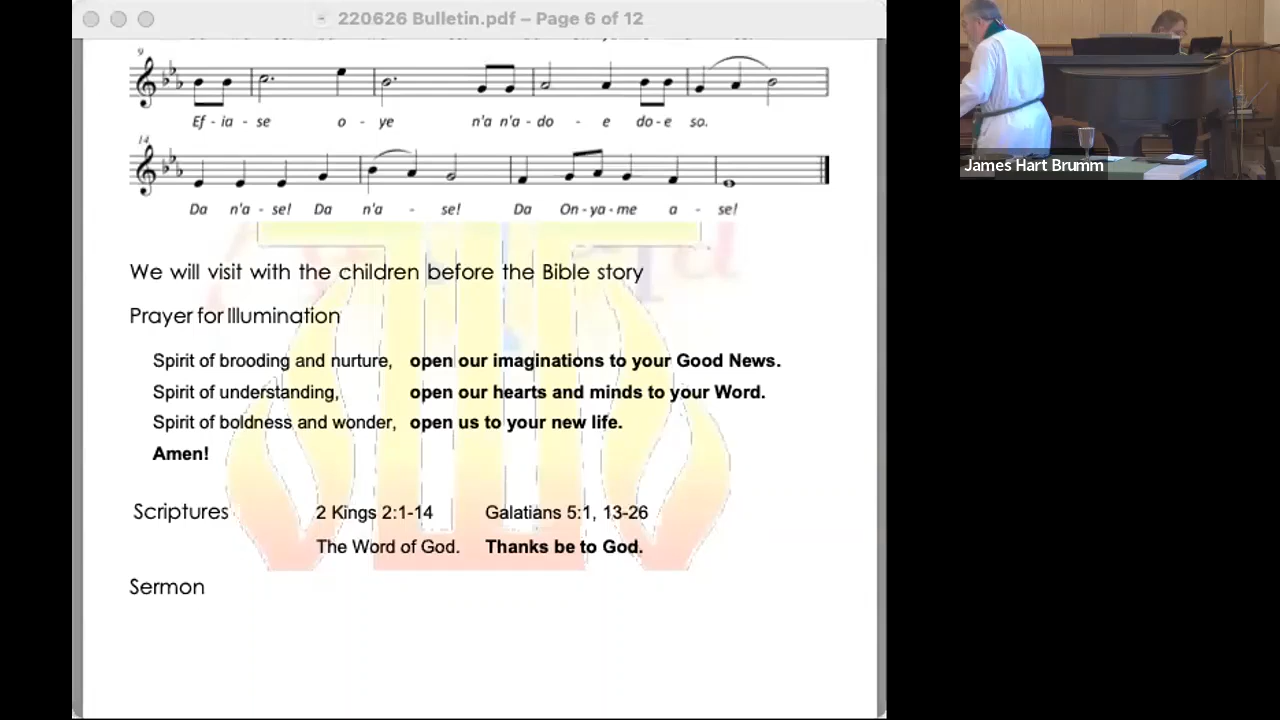 220626 Bulletin.pdf – Page 6 of 12
9
Ef - ia - se o - ye n'a n'a - do - e do - e so.
14
Da n'a - se! Da n'a - se! Da On - ya - me a - se!
We will visit with the children before the Bible story
Prayer for Illumination
Spirit of brooding and nurture, open our imaginations to your Good News.
Spirit of understanding, open our hearts and minds to your Word.
Spirit of boldness and wonder, open us to your new life.
Amen!
Scriptures 2 Kings 2:1-14 Galatians 5:1, 13-26
The Word of God. Thanks be to God.
Sermon
James Hart Brumm